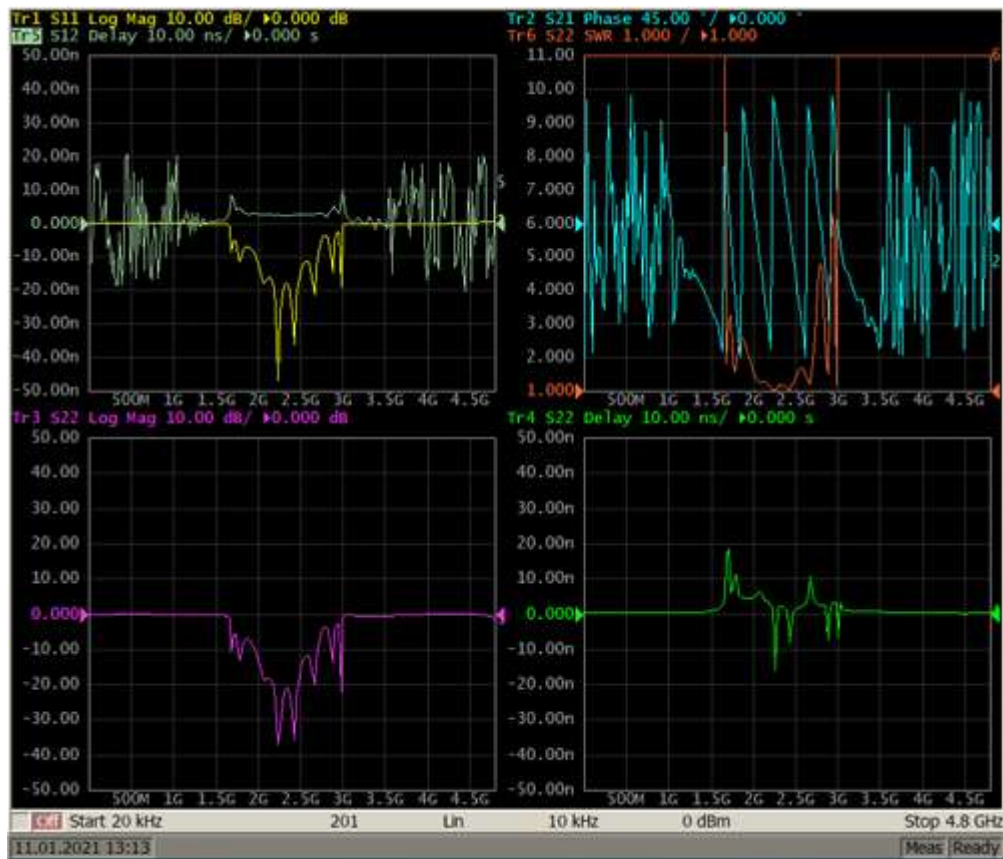 Tr1 S11 Log Mag 10.00 dB/ ▶0.000 dB
Tr5 S12 Delay 10.00 ns/ ▶0.000 s
50.00n
40.00n
30.00n
20.00n
10.00n
0.000
-10.00n
-20.00n
-30.00n
-40.00n
-50.00n
500M 1G 1.5G 2G 2.5G 3G 3.5G 4G 4.5G
Tr2 S21 Phase 45.00 °/ ▶0.000 °
Tr6 S22 SWR 1.000 / ▶1.000
11.00
10.00
9.000
8.000
7.000
6.000
5.000
4.000
3.000
2.000
1.000
6
2
500M 1G 1.5G 2G 2.5G 3G 3.5G 4G 4.5G
Tr3 S22 Log Mag 10.00 dB/ ▶0.000 dB
50.00
40.00
30.00
20.00
10.00
0.000
-10.00
-20.00
-30.00
-40.00
-50.00
500M 1G 1.5G 2G 2.5G 3G 3.5G 4G 4.5G
Tr4 S22 Delay 10.00 ns/ ▶0.000 s
50.00n
40.00n
30.00n
20.00n
10.00n
0.000
-10.00n
-20.00n
-30.00n
-40.00n
-50.00n
500M 1G 1.5G 2G 2.5G 3G 3.5G 4G 4.5G
Start 20 kHz 201 Lin 10 kHz 0 dBm Stop 4.8 GHz
11.01.2021 13:13 Meas Ready